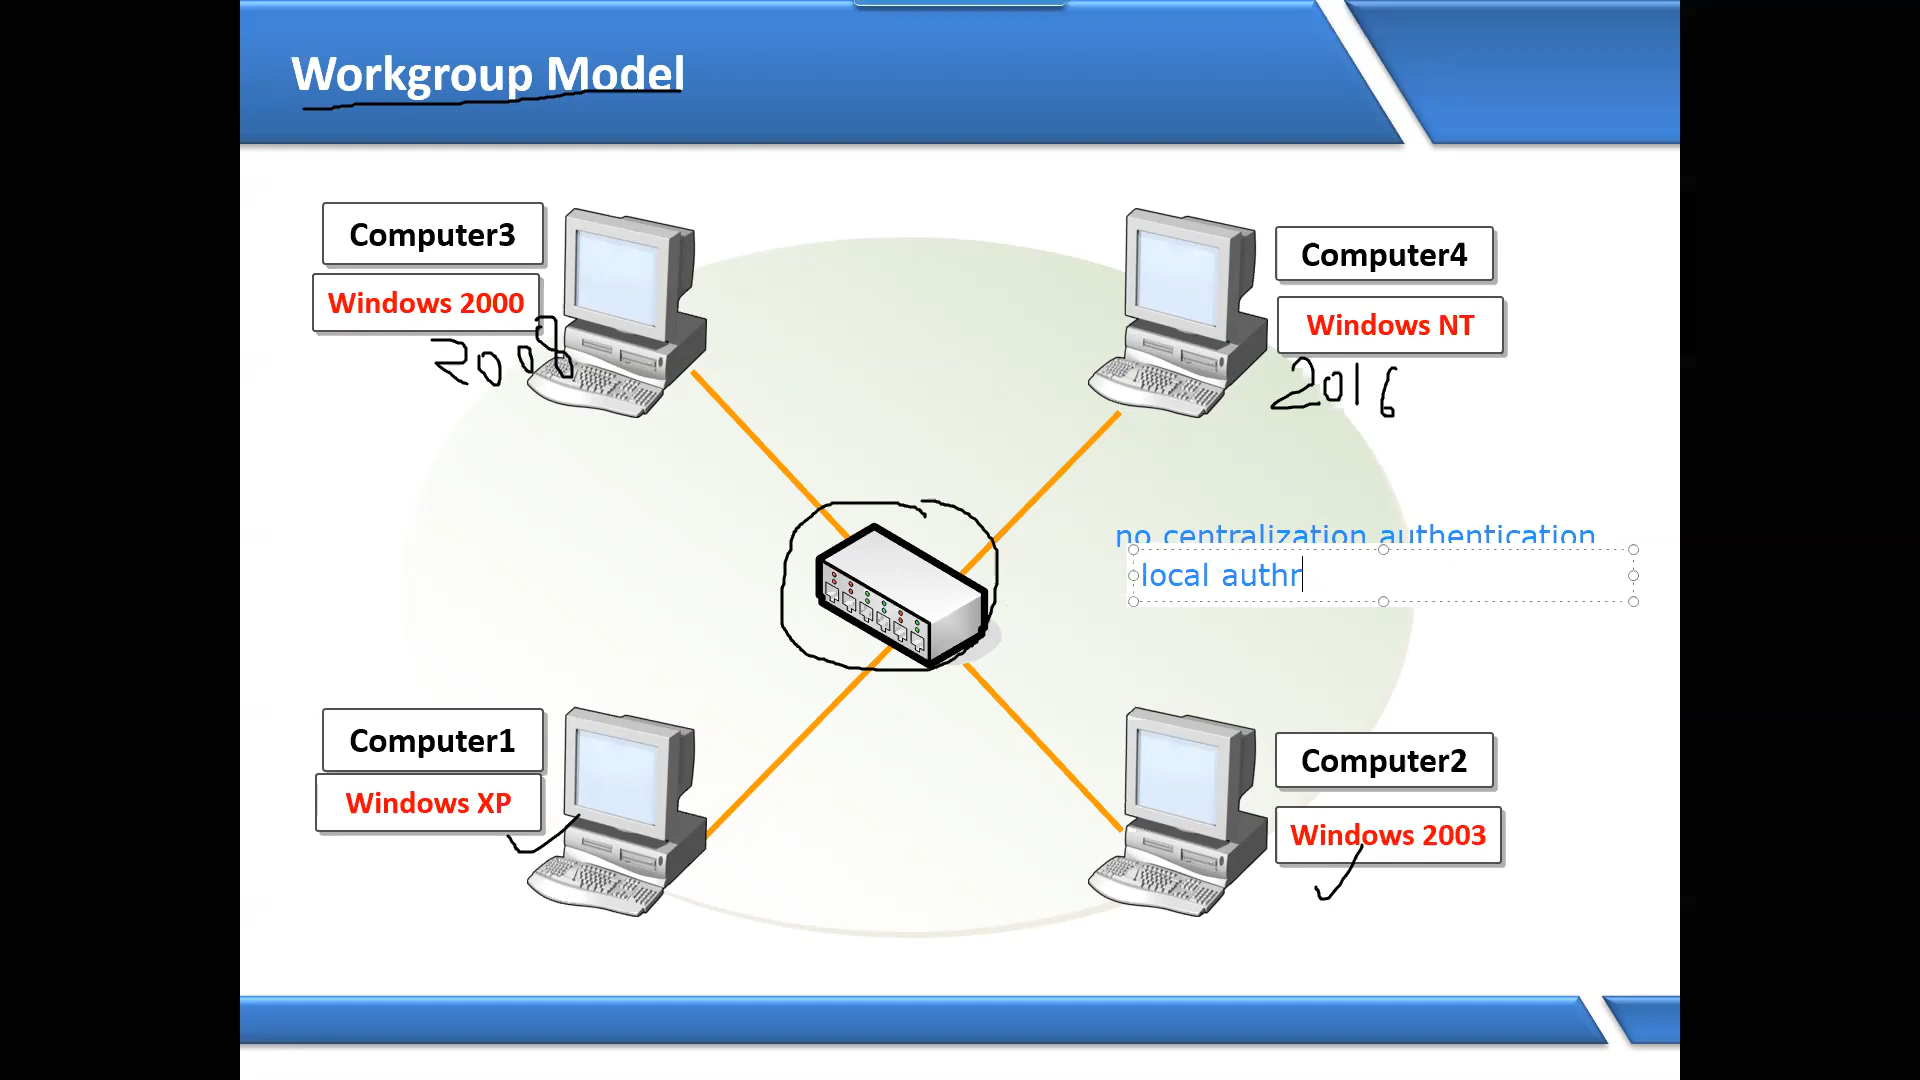 Workgroup Model
Computer3
Windows 2000
Computer4
Windows NT
2016
no centralization authentication
local authr
Computer1
Windows XP
Computer2
Windows 2003